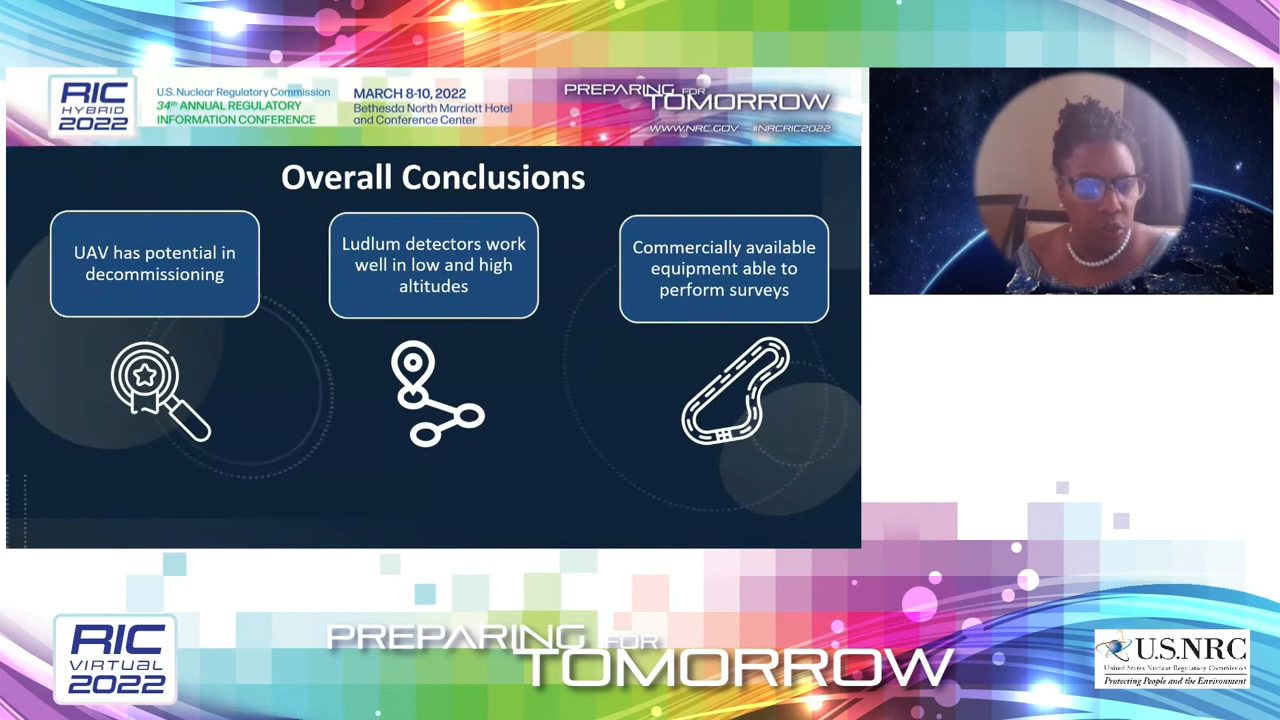 RIC
HYBRID
2022
U.S. Nuclear Regulatory Commission
34th ANNUAL REGULATORY
INFORMATION CONFERENCE
MARCH 8-10, 2022
Bethesda North Marriott Hotel
and Conference Center
PREPARING FOR
TOMORROW
WWW.NRC.GOV #NRCRIC2022
Overall Conclusions
UAV has potential in
decommissioning
Ludlum detectors work
well in low and high
altitudes
Commercially available
equipment able to
perform surveys
RIC
VIRTUAL
2022
PREPARING FOR
TOMORROW
U.S.NRC
United States Nuclear Regulatory Commission
Protecting People and the Environment